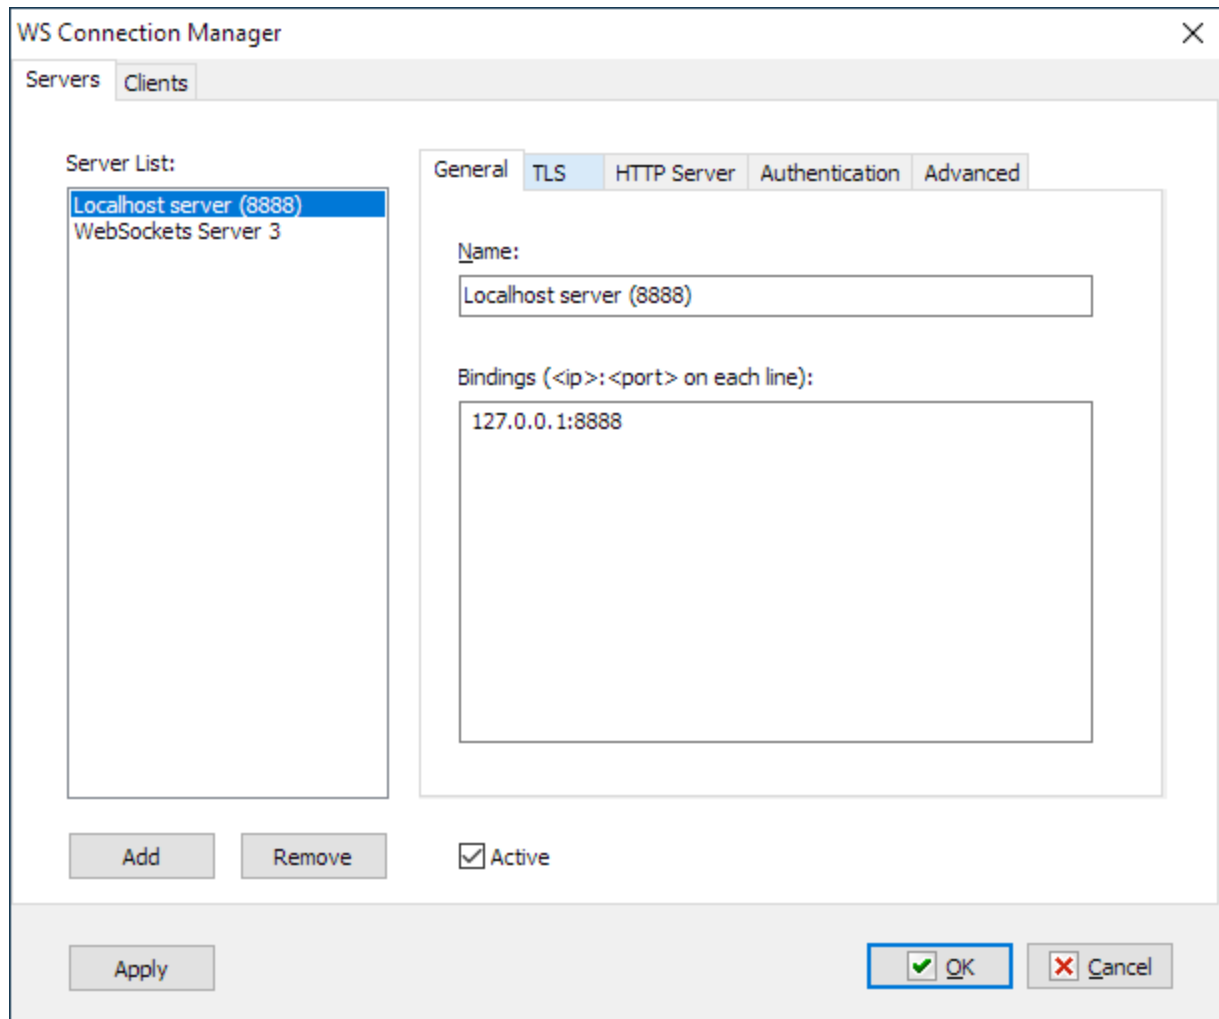 WS Connection Manager
Servers
Clients
Server List:
Localhost server (8888)
WebSockets Server 3
Add
Remove
General
TLS
HTTP Server
Authentication
Advanced
Name:
Localhost server (8888)
Bindings (<ip>:<port> on each line):
127.0.0.1:8888
Active
Apply
OK
Cancel